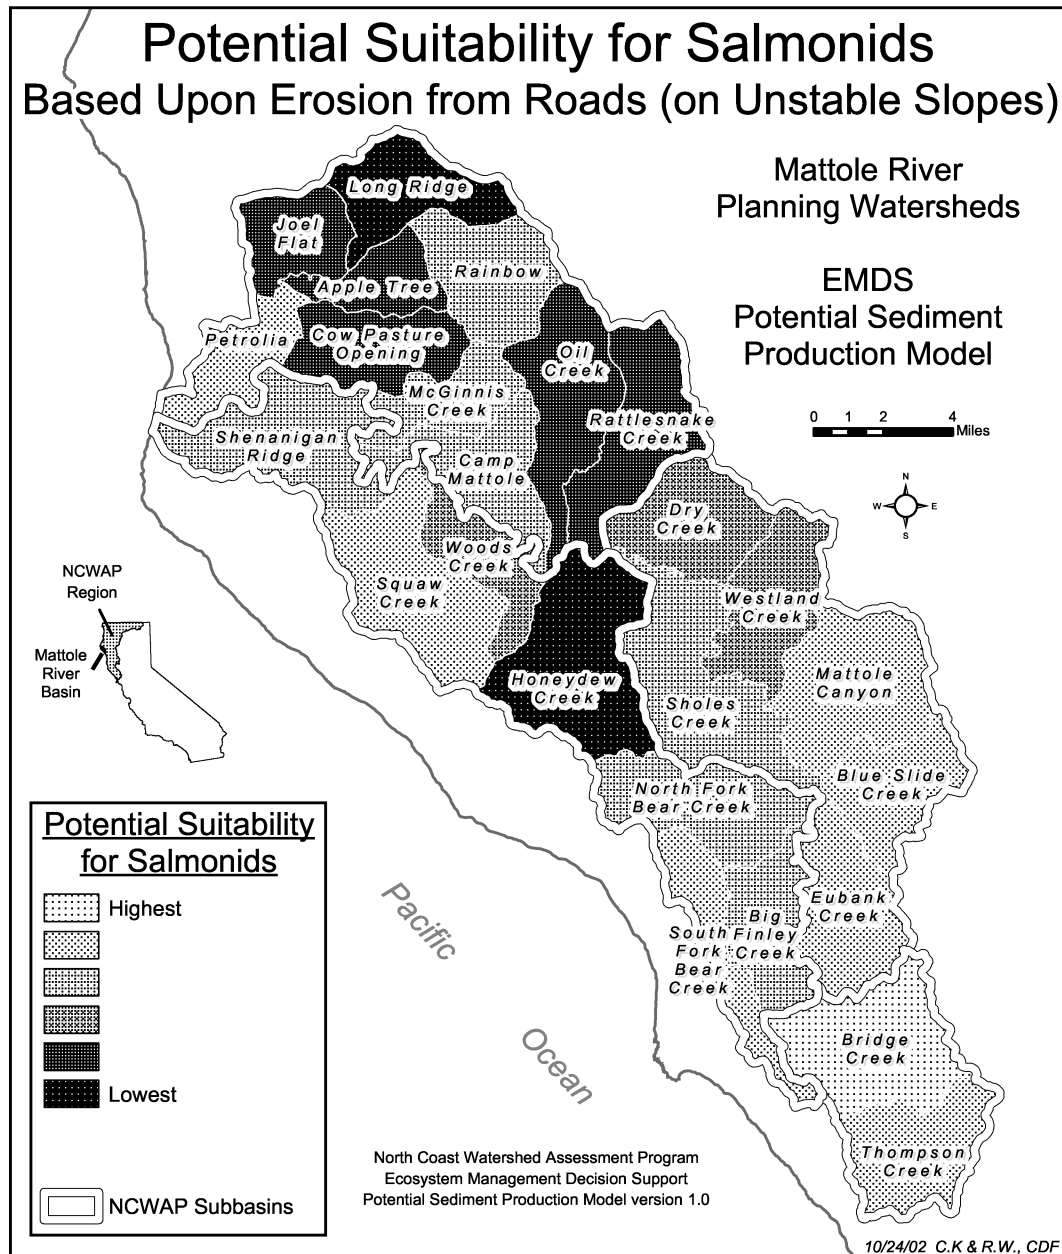 Potential Suitability for Salmonids
Based Upon Erosion from Roads (on Unstable Slopes)
Mattole River
Planning Watersheds
EMDS
Potential Sediment
Production Model
0 1 2 4
Miles
N
W E
S
Long Ridge
Joel
Flat
Rainbow
Apple Tree
Petrolia
Cow Pasture
Opening
Oil
Creek
McGinnis
Creek
Rattlesnake
Creek
Shenanigan
Ridge
Camp
Mattole
Dry
Creek
Woods
Creek
Squaw
Creek
Westland
Creek
Honeydew
Creek
Mattole
Canyon
Sholes
Creek
North Fork
Bear Creek
Blue Slide
Creek
Eubank
Creek
Big
Finley
Creek
South
Fork
Bear
Creek
Bridge
Creek
Thompson
Creek
NCWAP
Region
Mattole
River
Basin
Pacific
Ocean
Potential Suitability
for Salmonids
Highest
Lowest
NCWAP Subbasins
North Coast Watershed Assessment Program
Ecosystem Management Decision Support
Potential Sediment Production Model version 1.0
10/24/02 C.K & R.W., CDF